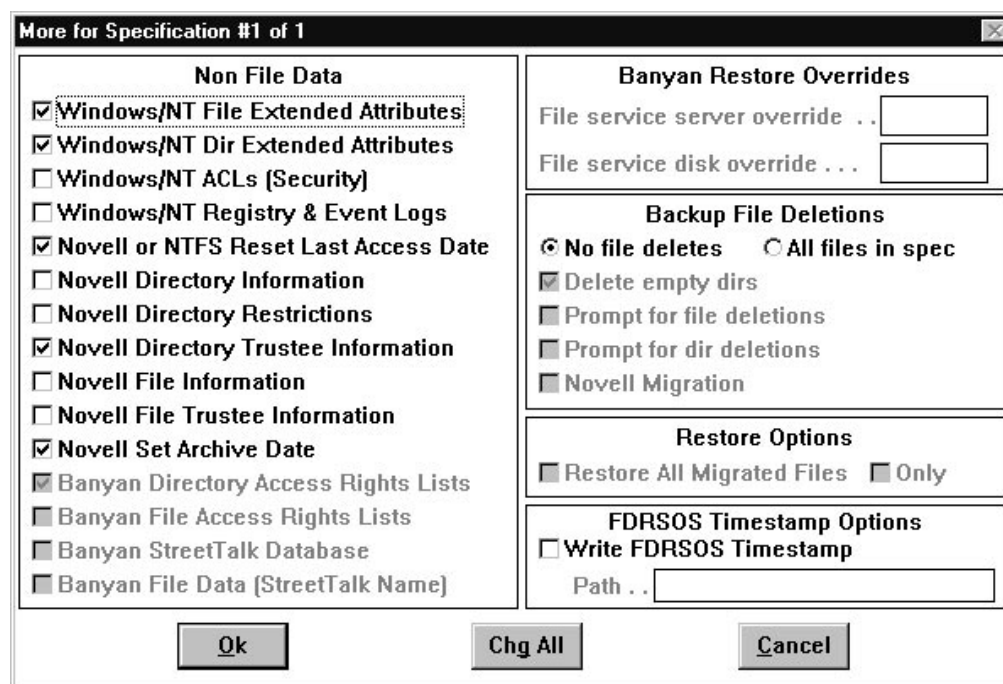 More for Specification #1 of 1
Non File Data
Windows/NT File Extended Attributes
Windows/NT Dir Extended Attributes
Windows/NT ACLs (Security)
Windows/NT Registry & Event Logs
Novell or NTFS Reset Last Access Date
Novell Directory Information
Novell Directory Restrictions
Novell Directory Trustee Information
Novell File Information
Novell File Trustee Information
Novell Set Archive Date
Banyan Directory Access Rights Lists
Banyan File Access Rights Lists
Banyan StreetTalk Database
Banyan File Data (StreetTalk Name)
Banyan Restore Overrides
File service server override . .
File service disk override . . .
Backup File Deletions
No file deletes All files in spec
Delete empty dirs
Prompt for file deletions
Prompt for dir deletions
Novell Migration
Restore Options
Restore All Migrated Files Only
FDRSOS Timestamp Options
Write FDRSOS Timestamp
Path . .
Ok Chg All Cancel